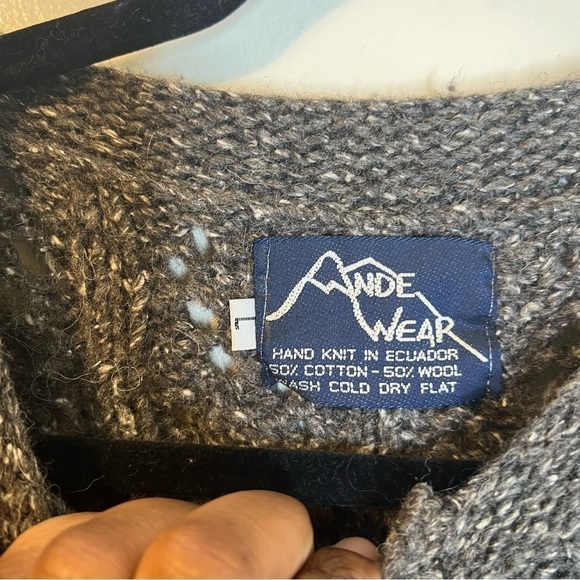 ANDE
WEAR
HAND KNIT IN ECUADOR
50% COTTON - 50% WOOL
WASH COLD DRY FLAT
L